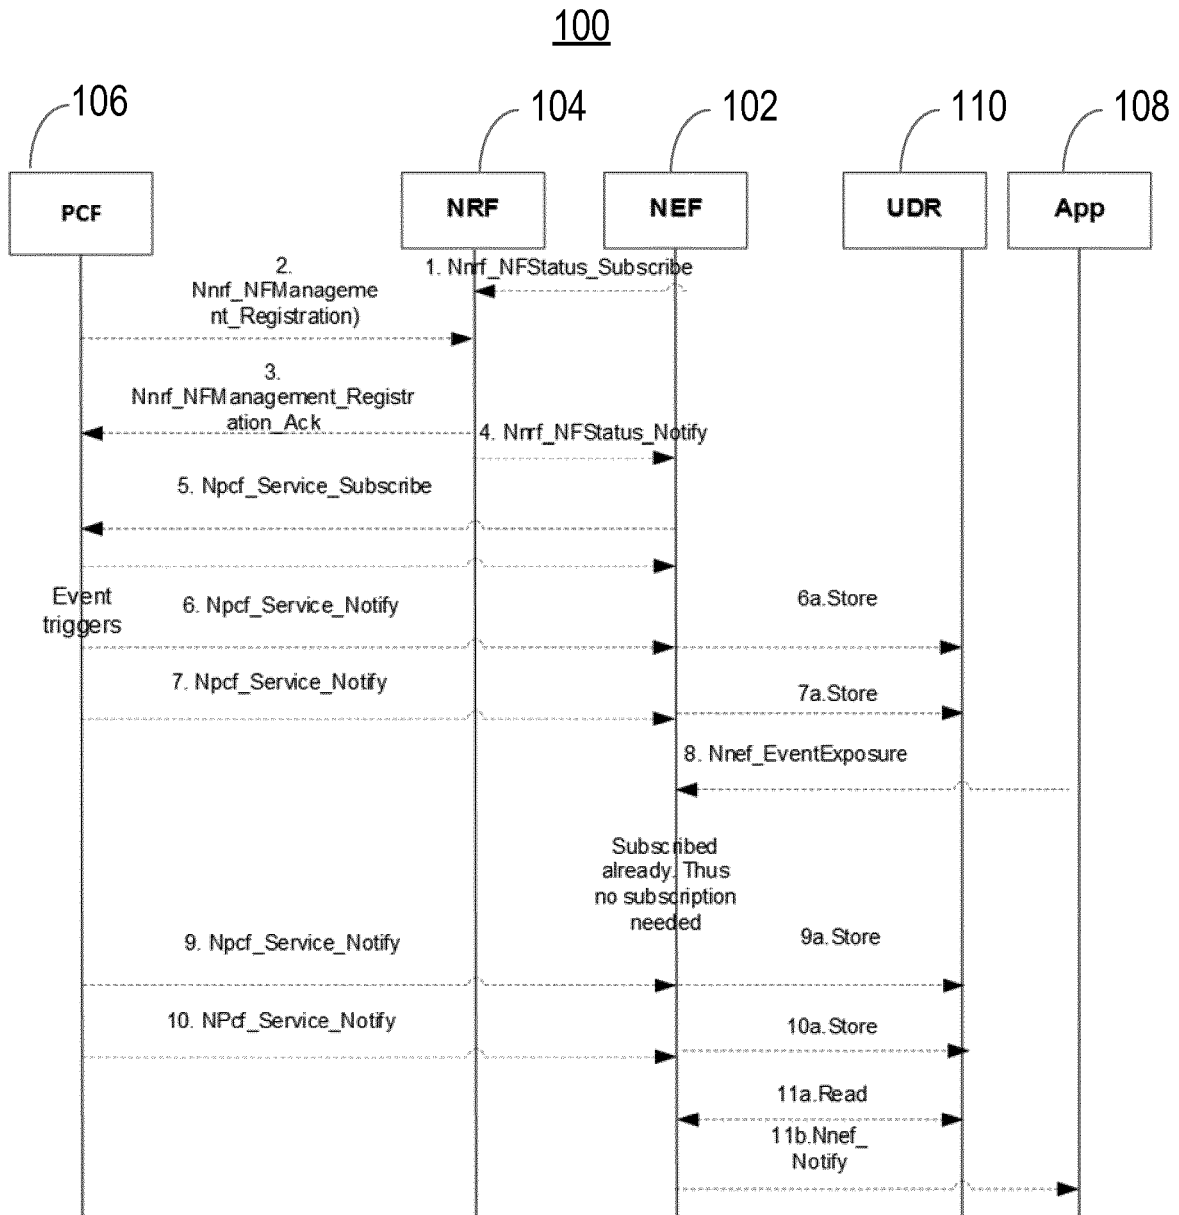 100
106
104
102
110
108
PCF
NRF
NEF
UDR
App
1. Nnrf_NFStatus_Subscribe
2.
Nnrf_NFManageme
nt_Registration)
3.
Nnrf_NFManagement_Registr
ation_Ack
4. Nnrf_NFStatus_Notify
5. Npcf_Service_Subscribe
Event
triggers
6. Npcf_Service_Notify
6a.Store
7. Npcf_Service_Notify
7a.Store
8. Nnef_EventExposure
Subscribed
already. Thus
no subscription
needed
9. Npcf_Service_Notify
9a.Store
10. NPcf_Service_Notify
10a.Store
11a.Read
11b.Nnef_
Notify